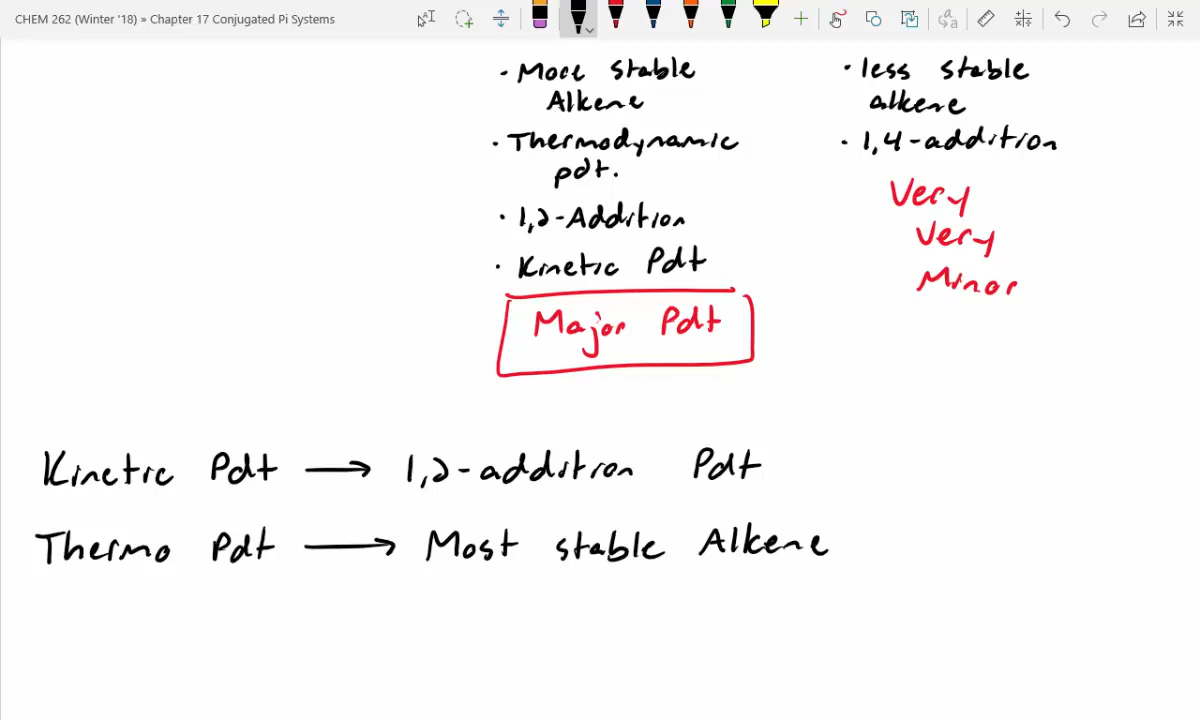 CHEM 262 (Winter '18) » Chapter 17 Conjugated Pi Systems
· More stable
Alkene
· Thermodynamic
pdt.
· 1,2-Addition
· Kinetic Pdt
Major Pdt
· less stable
alkene
· 1,4-addition
Very
Very
Minor
Kinetic Pdt → 1,2-addition Pdt
Thermo Pdt → Most stable Alkene